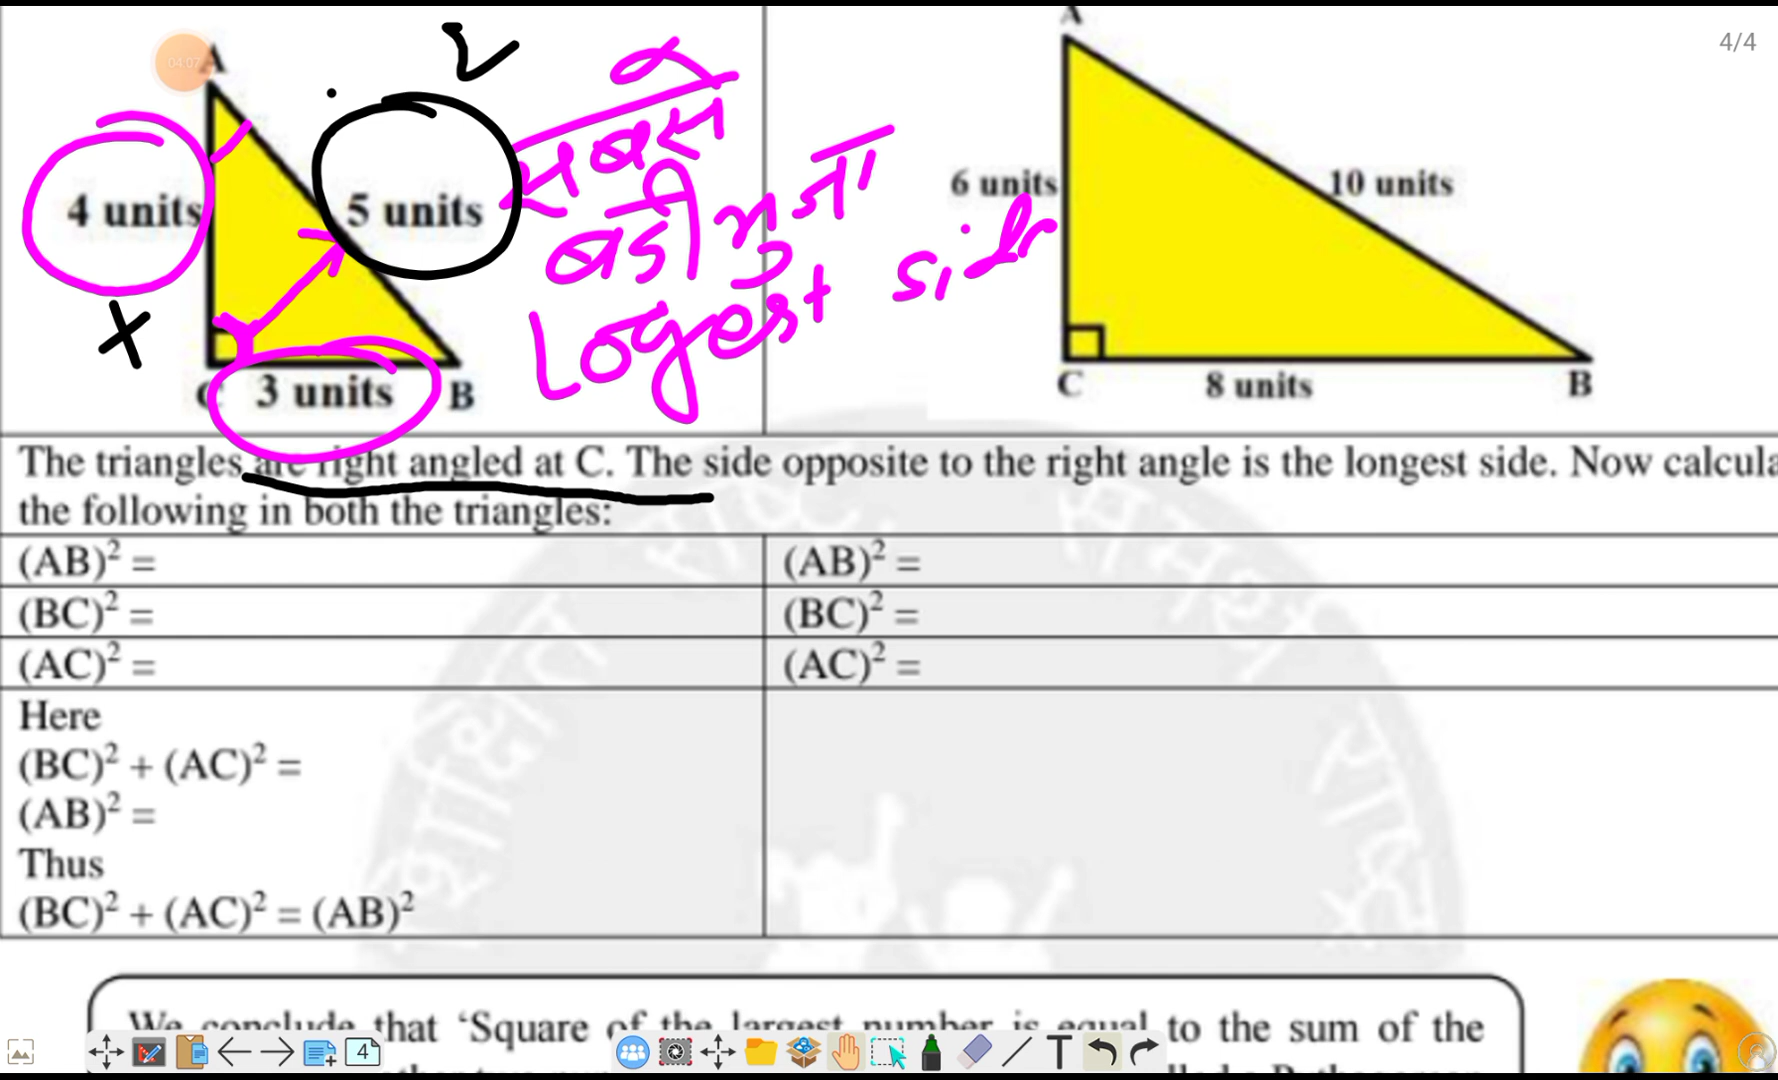 4/4
04:07
A
A
4 units
5 units
सबसे
बडी भुजा
Logest side
6 units
10 units
C
3 units
B
C
8 units
B
The triangles are right angled at C. The side opposite to the right angle is the longest side. Now calcula
the following in both the triangles:
(AB)² =
(AB)² =
(BC)² =
(BC)² =
(AC)² =
(AC)² =
Here
(BC)² + (AC)² =
(AB)² =
Thus
(BC)² + (AC)² = (AB)²
We conclude that ‘Square of the largest number is equal to the sum of the
4
T